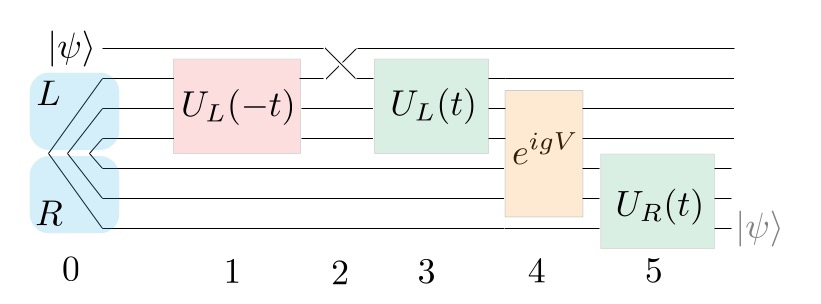 |ψ⟩
L
U_L(−t)
U_L(t)
e^{igV}
R
U_R(t)
|ψ⟩
0 1 2 3 4 5